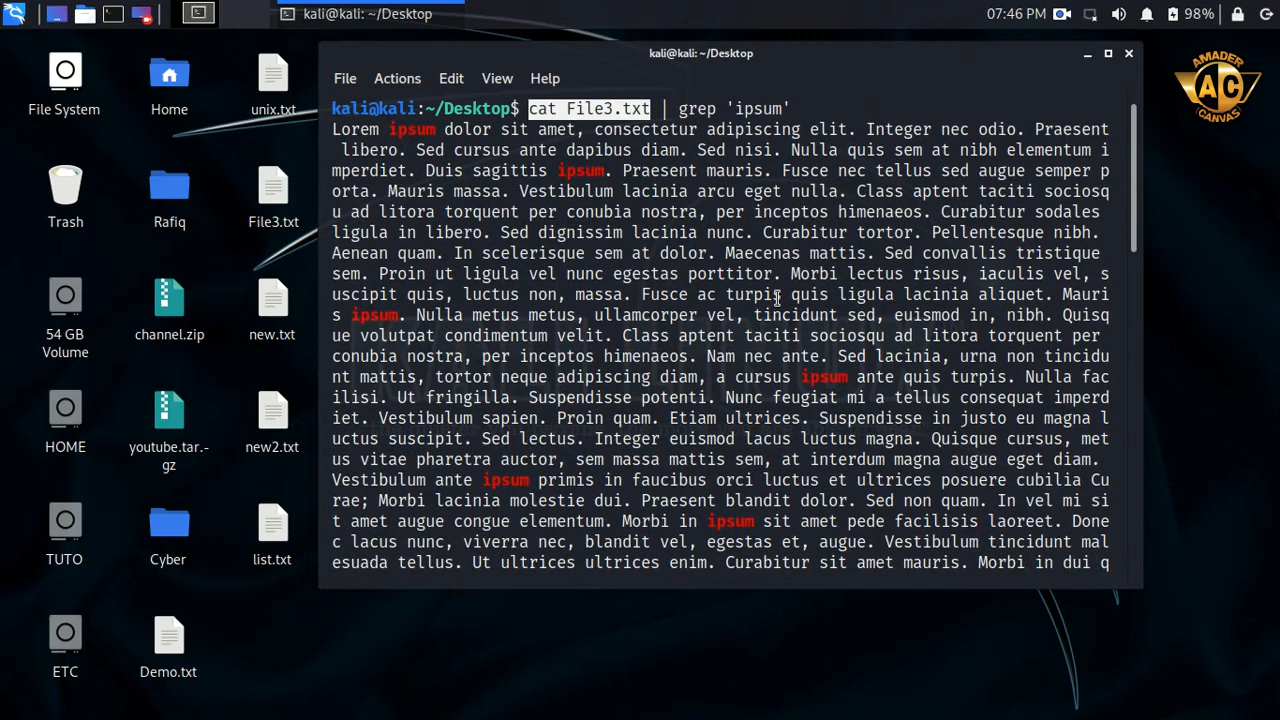 kali@kali: ~/Desktop
07:46 PM
98%
File System
Home
unix.txt
Trash
Rafiq
File3.txt
54 GB
Volume
channel.zip
new.txt
HOME
youtube.tar.-
gz
new2.txt
TUTO
Cyber
list.txt
ETC
Demo.txt
kali@kali: ~/Desktop
File Actions Edit View Help
kali@kali:~/Desktop$ cat File3.txt | grep 'ipsum'
Lorem ipsum dolor sit amet, consectetur adipiscing elit. Integer nec odio. Praesent
libero. Sed cursus ante dapibus diam. Sed nisi. Nulla quis sem at nibh elementum i
mperdiet. Duis sagittis ipsum. Praesent mauris. Fusce nec tellus sed augue semper p
orta. Mauris massa. Vestibulum lacinia arcu eget nulla. Class aptent taciti sociosq
u ad litora torquent per conubia nostra, per inceptos himenaeos. Curabitur sodales
ligula in libero. Sed dignissim lacinia nunc. Curabitur tortor. Pellentesque nibh.
Aenean quam. In scelerisque sem at dolor. Maecenas mattis. Sed convallis tristique
sem. Proin ut ligula vel nunc egestas porttitor. Morbi lectus risus, iaculis vel, s
uscipit quis, luctus non, massa. Fusce ac turpis quis ligula lacinia aliquet. Mauri
s ipsum. Nulla metus metus, ullamcorper vel, tincidunt sed, euismod in, nibh. Quisq
ue volutpat condimentum velit. Class aptent taciti sociosqu ad litora torquent per
conubia nostra, per inceptos himenaeos. Nam nec ante. Sed lacinia, urna non tincidu
nt mattis, tortor neque adipiscing diam, a cursus ipsum ante quis turpis. Nulla fac
ilisi. Ut fringilla. Suspendisse potenti. Nunc feugiat mi a tellus consequat imperd
iet. Vestibulum sapien. Proin quam. Etiam ultrices. Suspendisse in justo eu magna l
uctus suscipit. Sed lectus. Integer euismod lacus luctus magna. Quisque cursus, met
us vitae pharetra auctor, sem massa mattis sem, at interdum magna augue eget diam.
Vestibulum ante ipsum primis in faucibus orci luctus et ultrices posuere cubilia Cu
rae; Morbi lacinia molestie dui. Praesent blandit dolor. Sed non quam. In vel mi si
t amet augue congue elementum. Morbi in ipsum sit amet pede facilisis laoreet. Done
c lacus nunc, viverra nec, blandit vel, egestas et, augue. Vestibulum tincidunt mal
esuada tellus. Ut ultrices ultrices enim. Curabitur sit amet mauris. Morbi in dui q
AMADER
AC
CANVAS